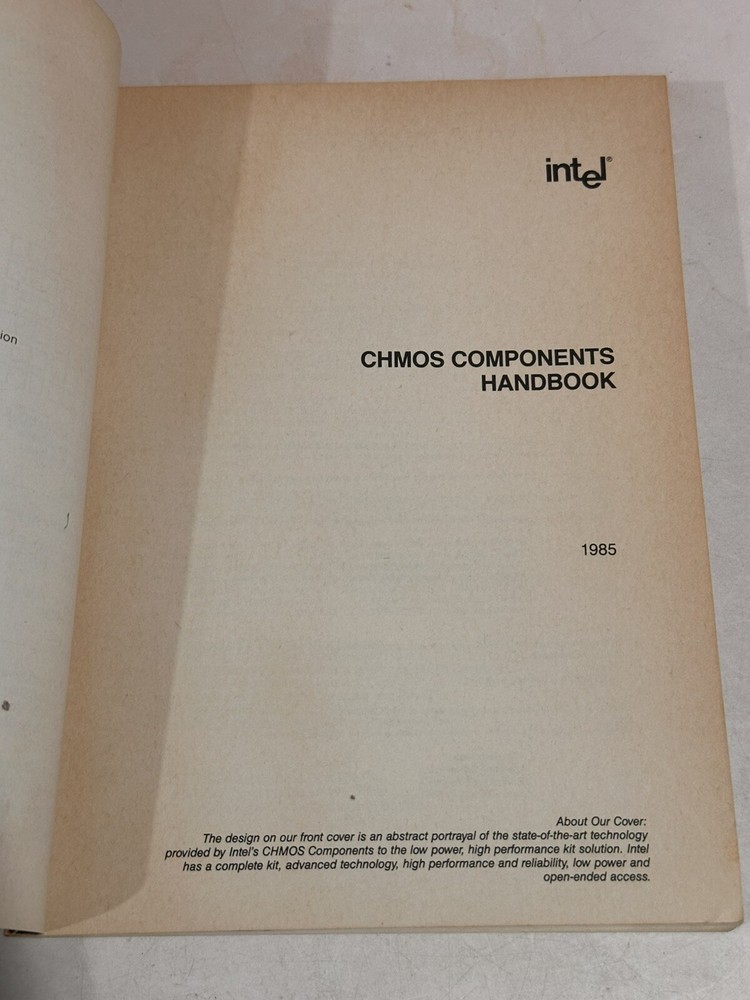 ion
intel®
CHMOS COMPONENTS
HANDBOOK
1985
About Our Cover:
The design on our front cover is an abstract portrayal of the state-of-the-art technology
provided by Intel's CHMOS Components to the low power, high performance kit solution. Intel
has a complete kit, advanced technology, high performance and reliability, low power and
open-ended access.